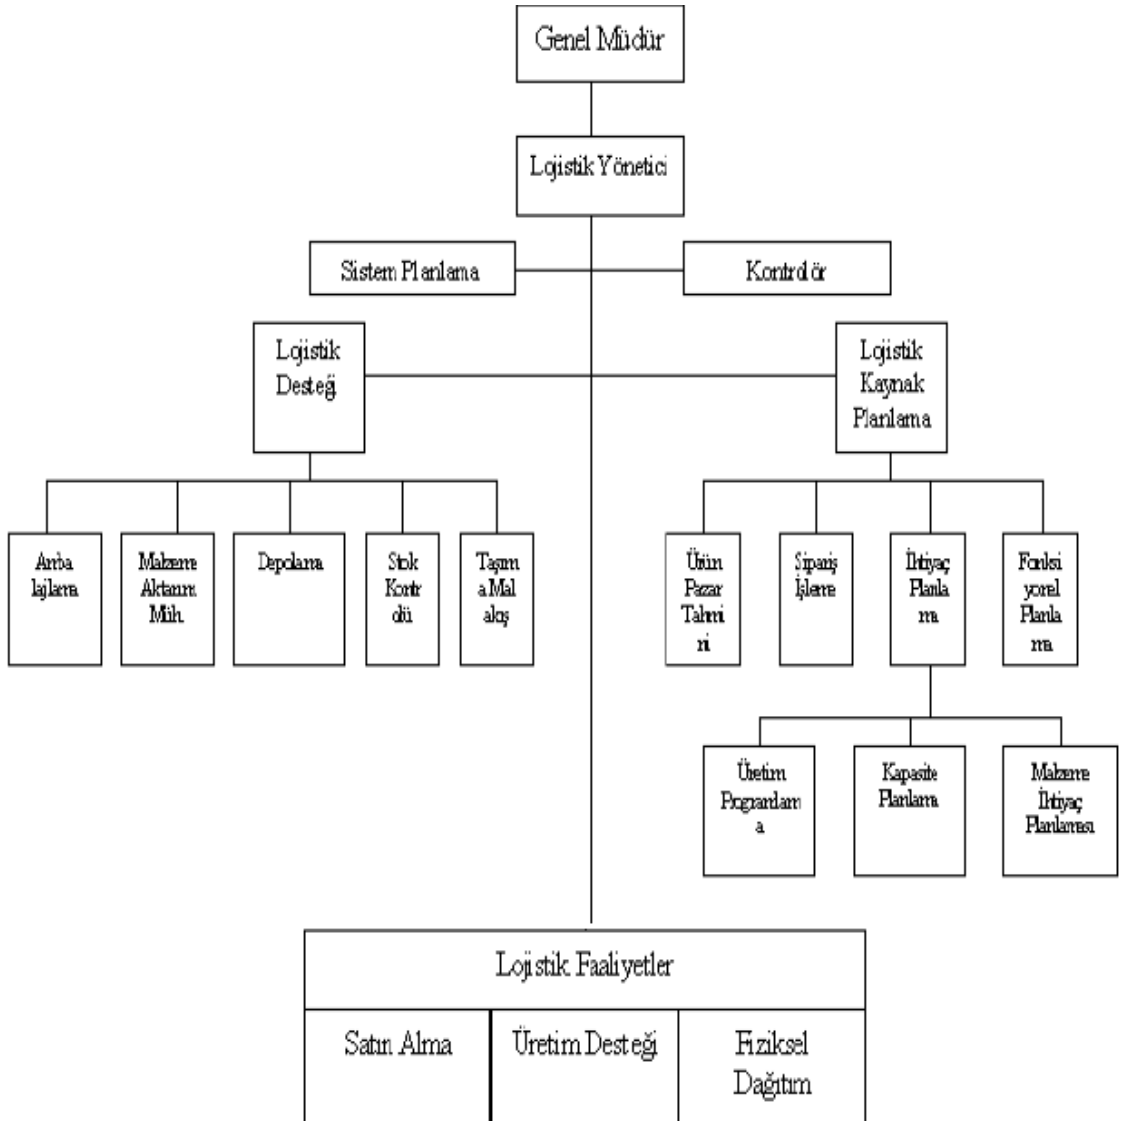 Genel Müdür
Lojistik Yönetici
Sistem Planlama
Kontrolör
Lojistik
Desteği
Lojistik
Kaynak
Planlama
Amba
lajlama
Malzeme
Aktarım
Müh.
Depolama
Stok
Kontr
olü
Taşım
a Mal
akış
Ürün
Pazar
Tahmi
ni
Sipariş
İşleme
İhtiyaç
Planla
ma
Fonksi
yonel
Planla
ma
Üretim
Programlam
a
Kapasite
Planlama
Malzeme
İhtiyaç
Planlaması
Lojistik Faaliyetler
Satın Alma
Üretim Desteği
Fiziksel
Dağıtım